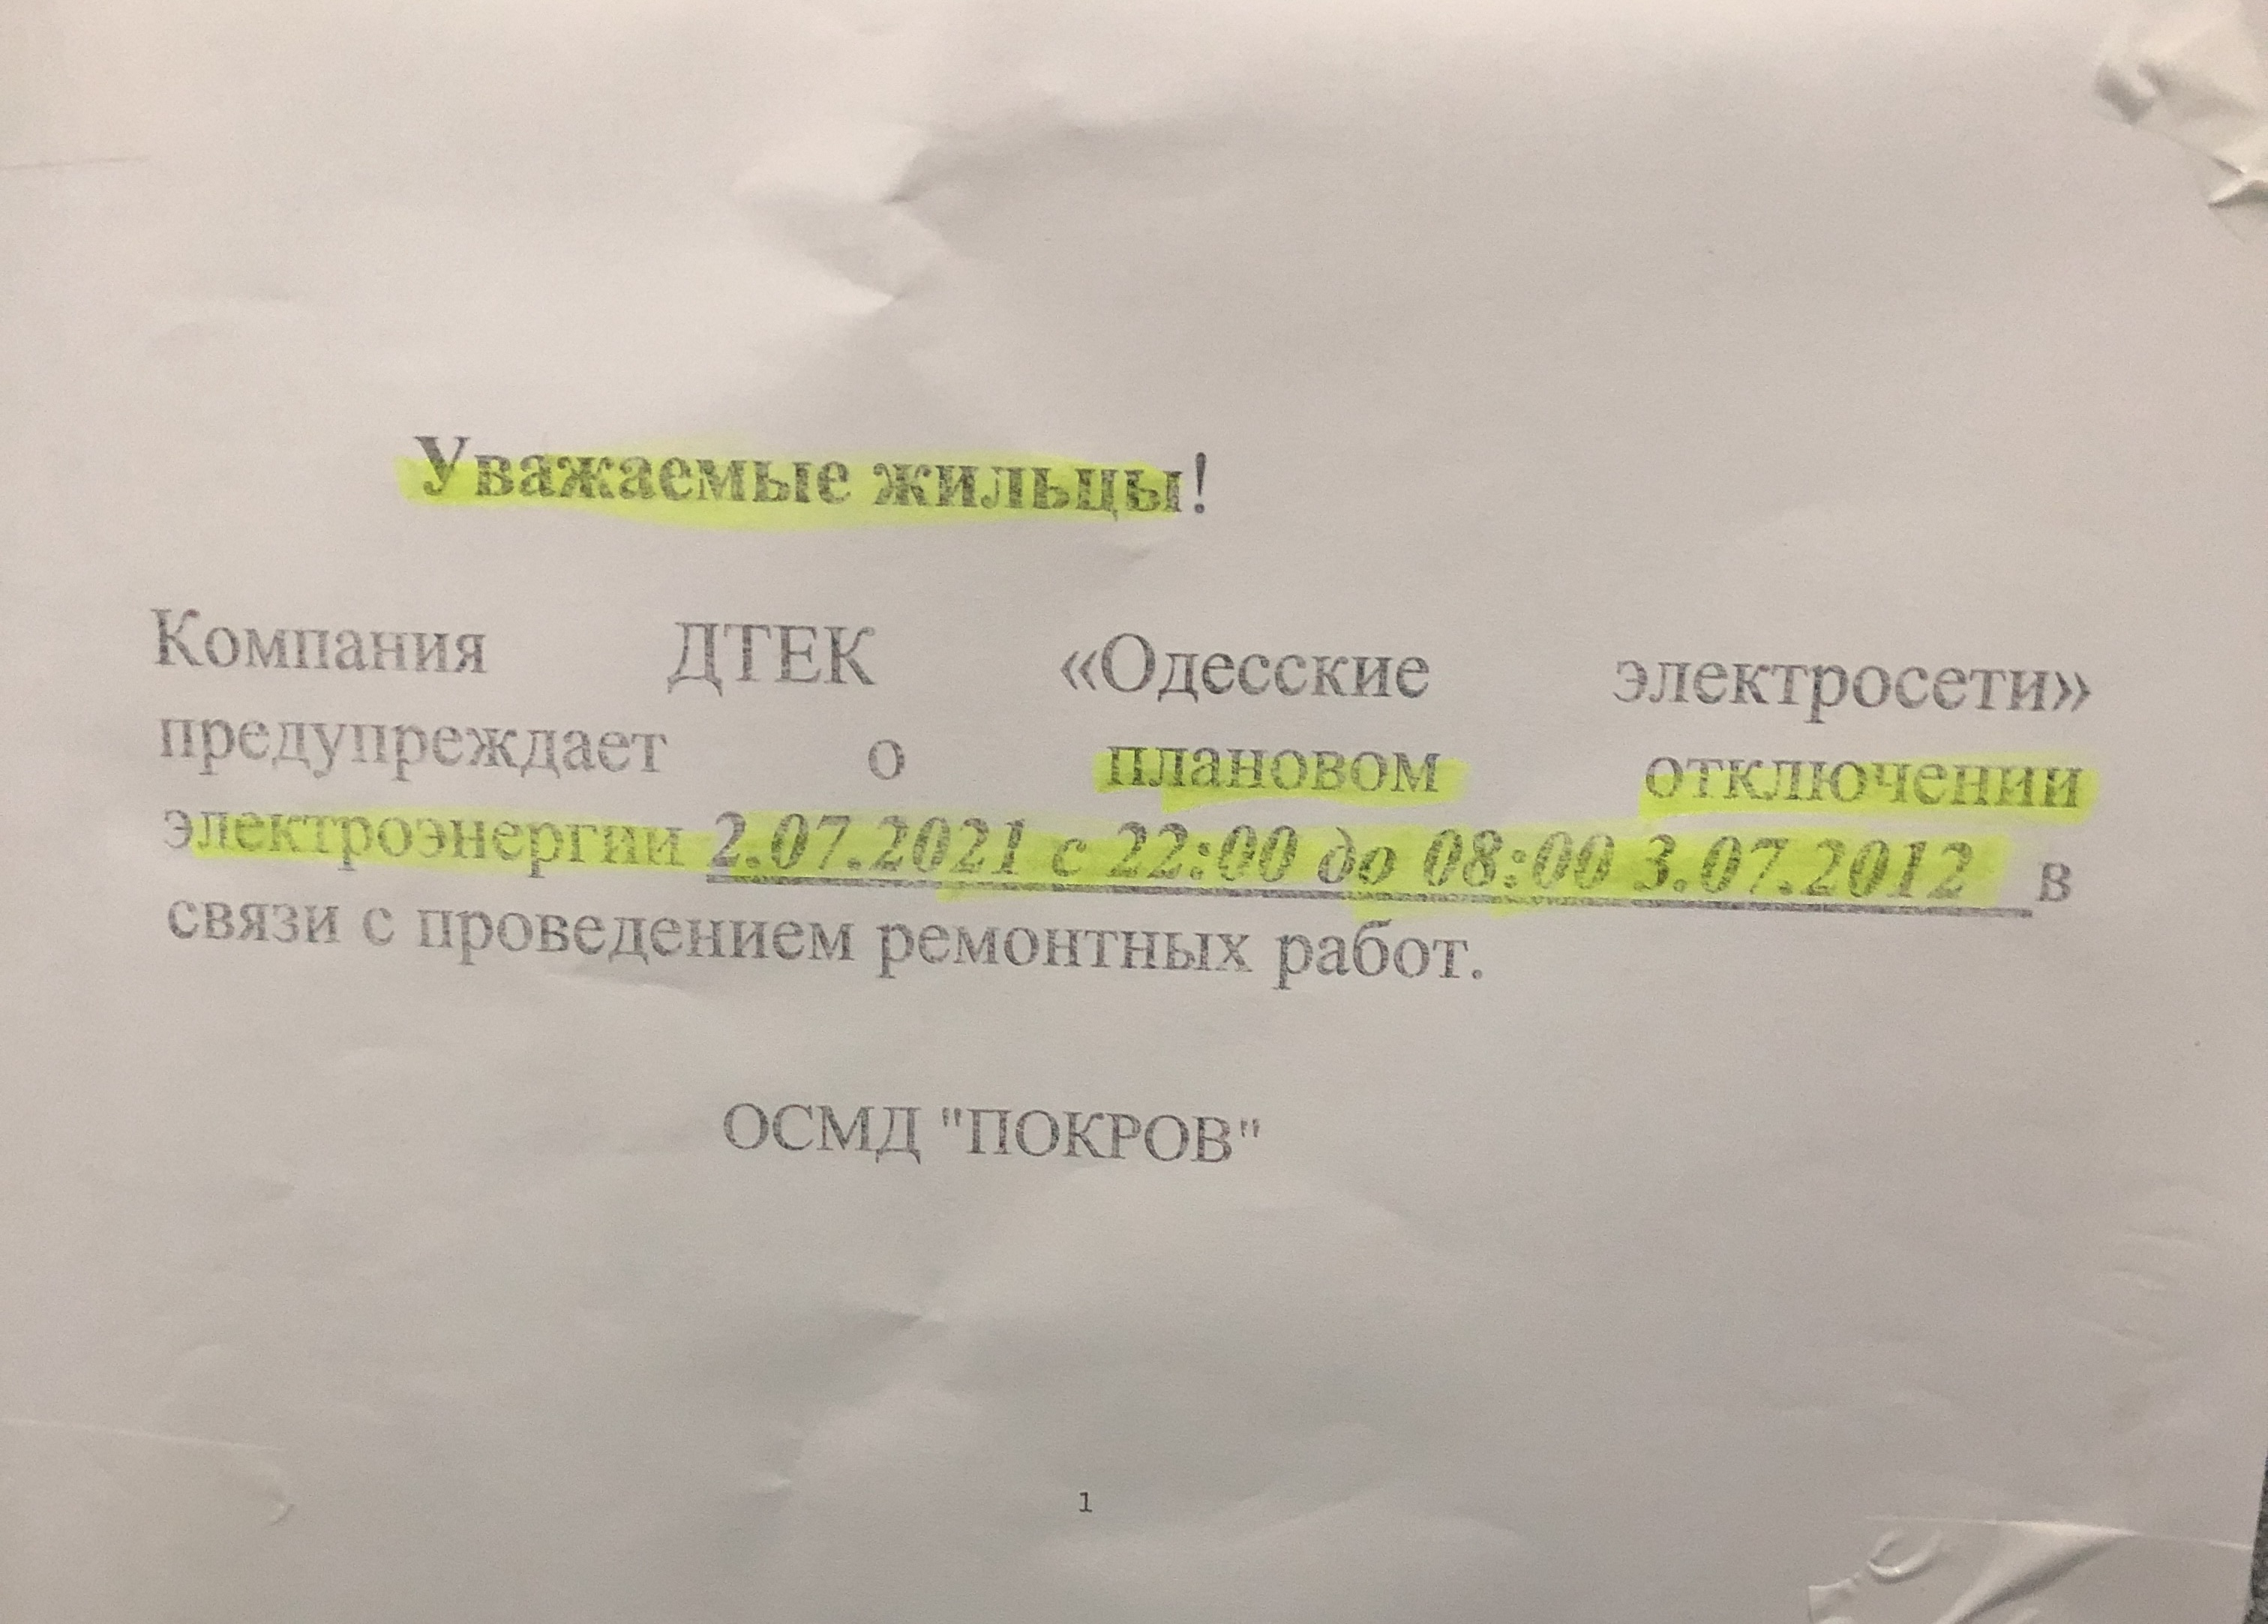 Уважаемые жильцы!
Компания ДТЕК «Одесские электросети»
предупреждает о плановом отключении
электроэнергии 2.07.2021 с 22:00 до 08:00 3.07.2012 в
связи с проведением ремонтных работ.
ОСМД "ПОКРОВ"
1